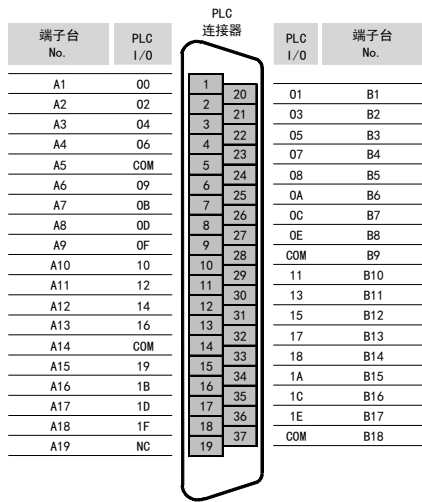 PLC
连接器
端子台 PLC
No. I/O
PLC 端子台
I/O No.
A1 00 1
20 01 B1
A2 02 2
21 03 B2
A3 04 3
22 05 B3
A4 06 4
23 07 B4
A5 COM 5
24 08 B5
A6 09 6
25 0A B6
A7 0B 7
26 0C B7
A8 0D 8
27 0E B8
A9 0F 9
28 COM B9
A10 10 10
29 11 B10
A11 12 11
30 13 B11
A12 14 12
31 15 B12
A13 16 13
32 17 B13
A14 COM 14
33 18 B14
A15 19 15
34 1A B15
A16 1B 16
35 1C B16
A17 1D 17
36 1E B17
A18 1F 18
37 COM B18
A19 NC 19